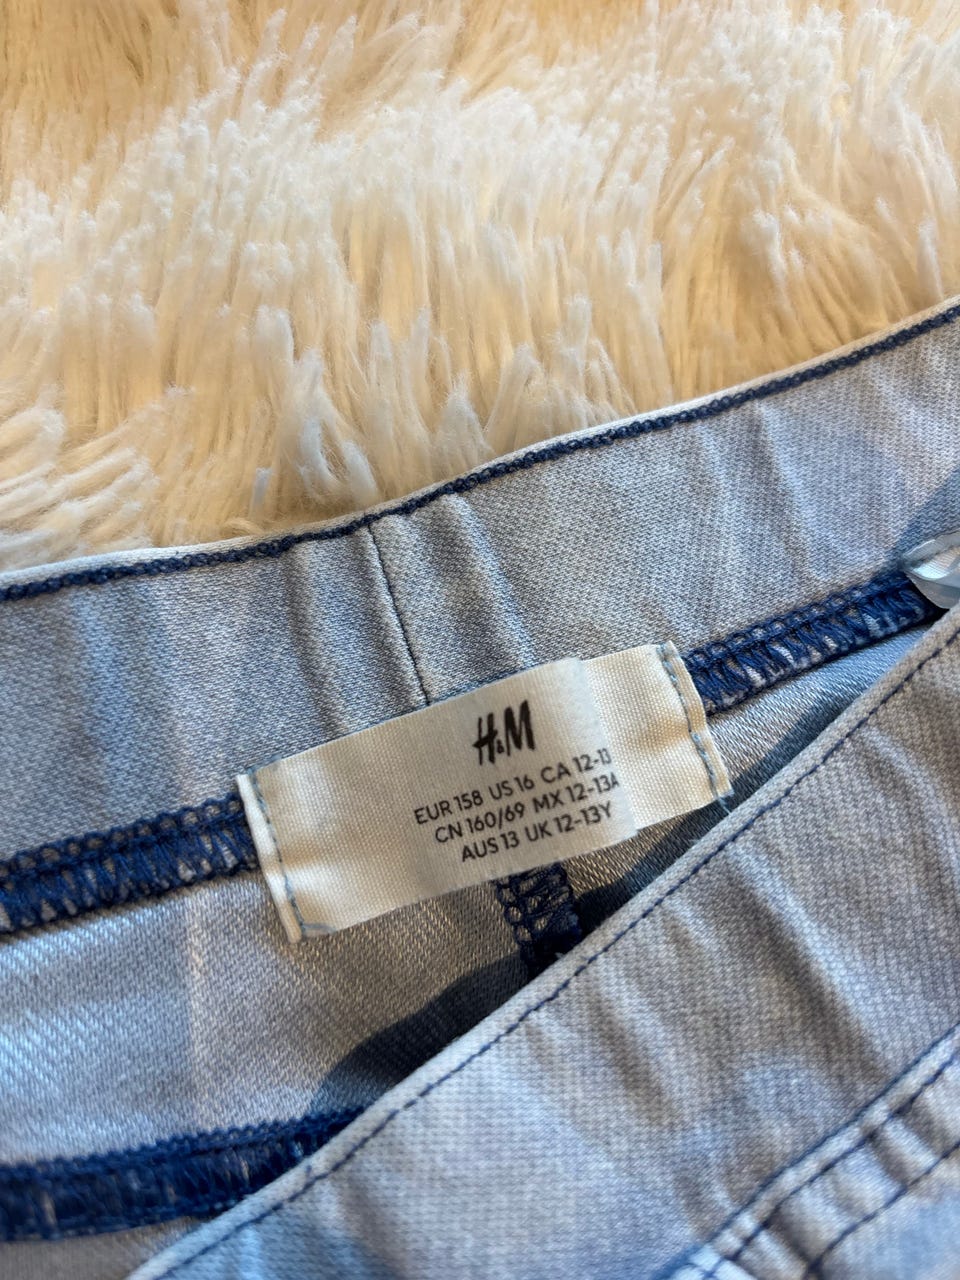 H&M
EUR 158 US 16 CA 12-13
CN 160/69 MX 12-13A
AUS 13 UK 12-13Y